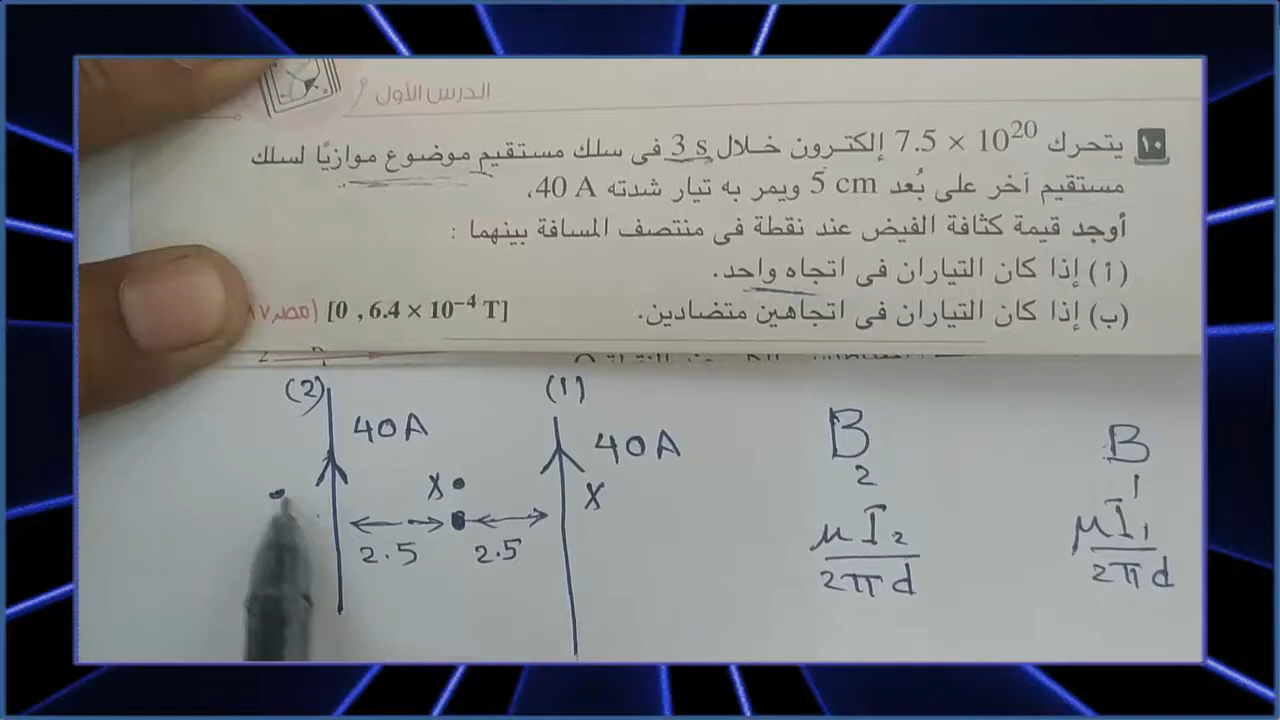 الدرس الأول
١٠ يتحرك 7.5 × 10²⁰ إلكترون خلال 3 s فى سلك مستقيم موضوع موازيًا لسلك
مستقيم آخر على بُعد 5 cm ويمر به تيار شدته 40 A،
أوجد قيمة كثافة الفيض عند نقطة فى منتصف المسافة بينهما :
(أ) إذا كان التياران فى اتجاه واحد.
(ب) إذا كان التياران فى اتجاهين متضادين.
[0 , 6.4 × 10⁻⁴ T] (مصر
(2) (1)
40A 40A
X • X
2.5 2.5
B₂ B₁
μI₂ / 2πd μI₁ / 2πd